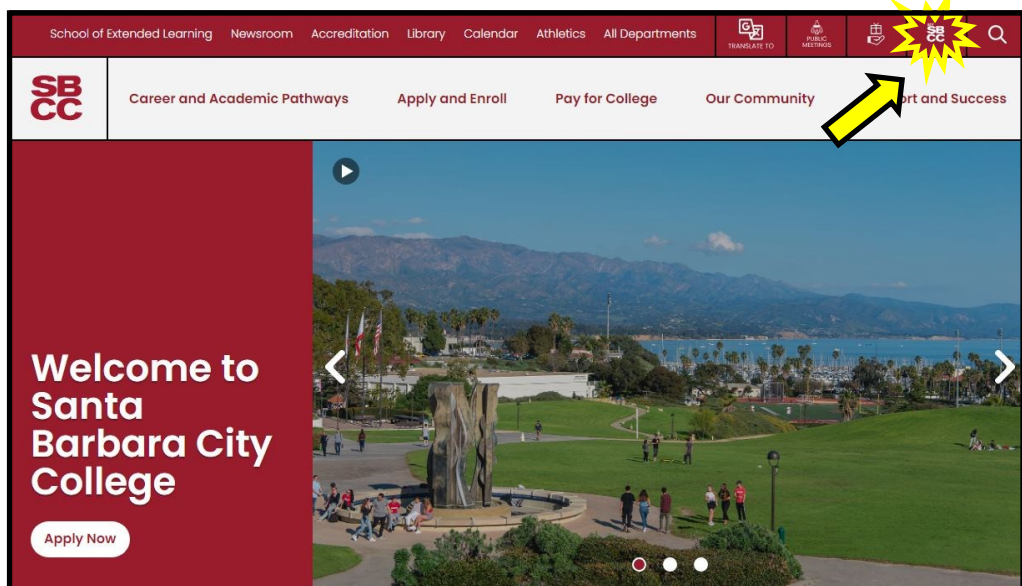 School of Extended Learning Newsroom Accreditation Library Calendar Athletics All Departments
TRANSLATE TO
PUBLIC
MEETINGS
SB
CC
SB
CC
Career and Academic Pathways Apply and Enroll Pay for College Our Community ort and Success
Welcome to
Santa
Barbara City
College
Apply Now